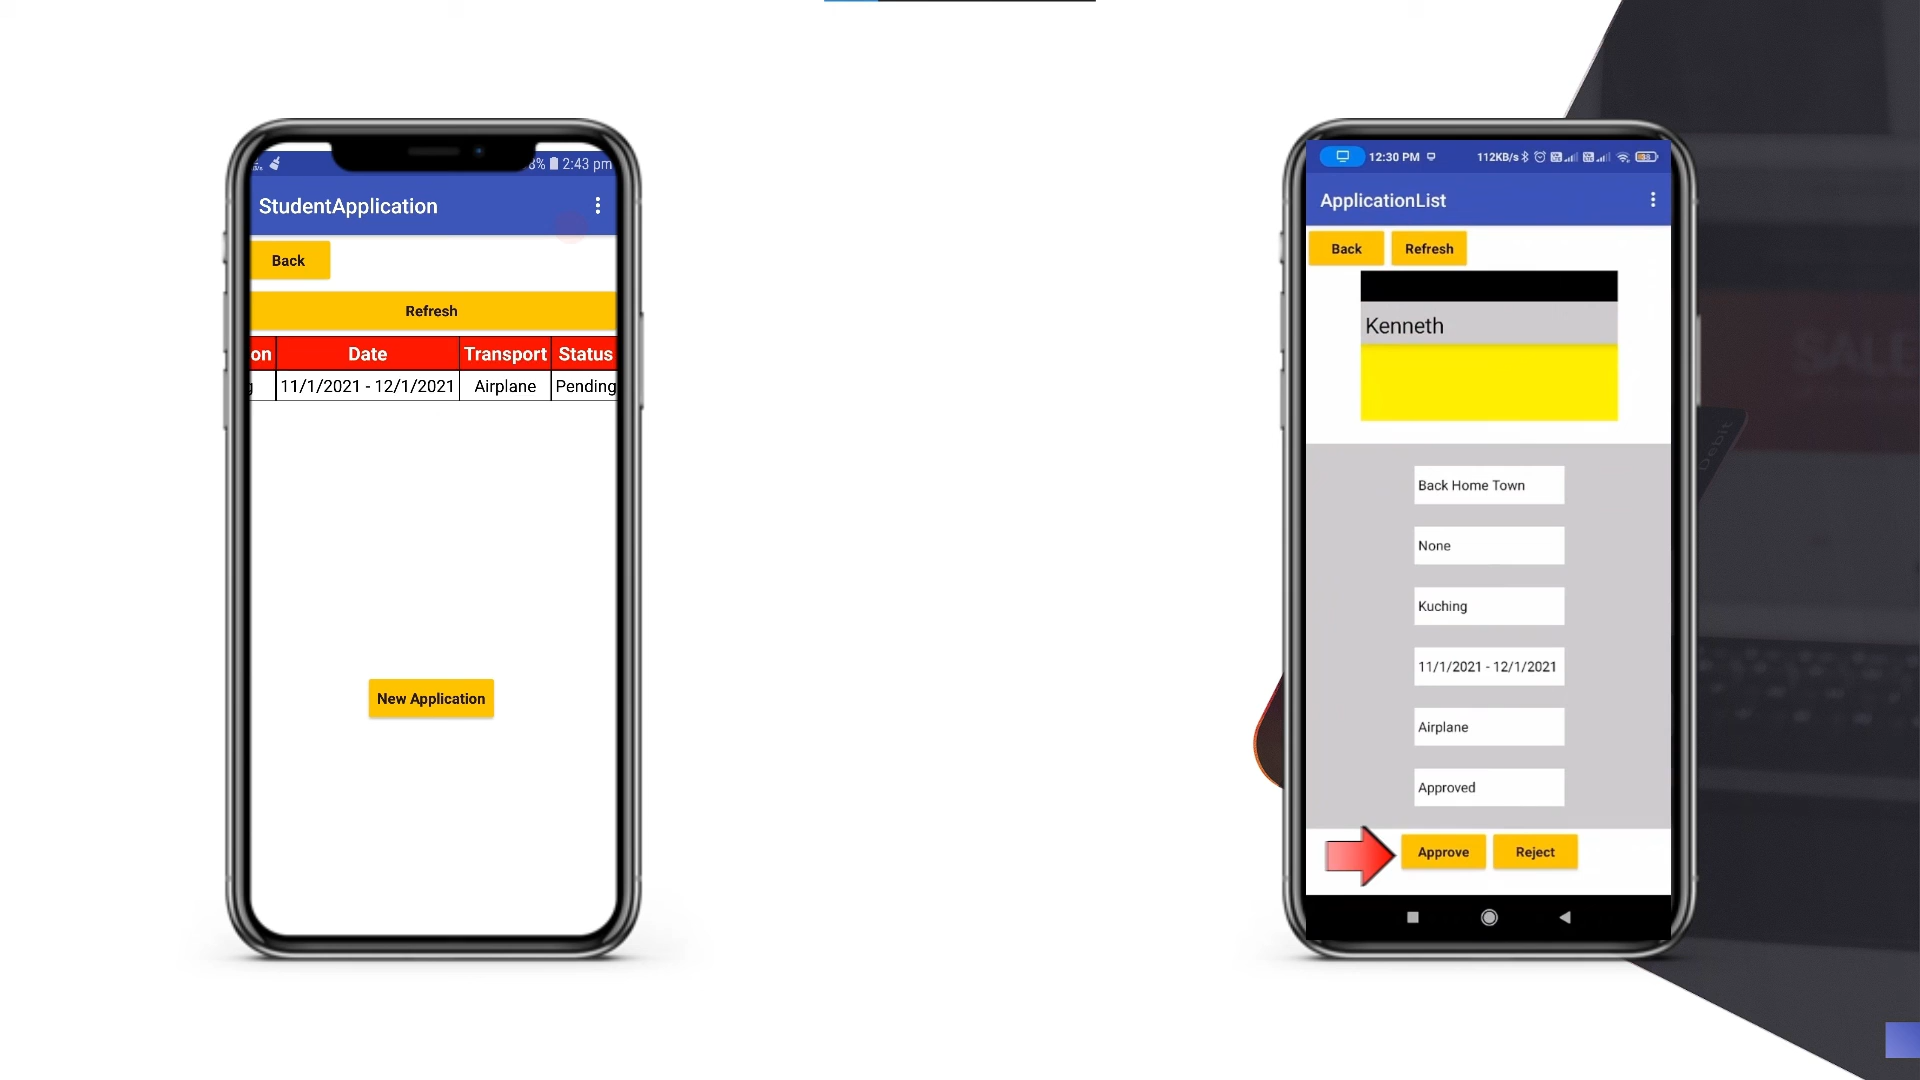 2:43 pm
StudentApplication
Back
Refresh
Date Transport Status
11/1/2021 - 12/1/2021 Airplane Pending
New Application
12:30 PM 112KB/s
ApplicationList
Back Refresh
Kenneth
Back Home Town
None
Kuching
11/1/2021 - 12/1/2021
Airplane
Approved
Approve Reject
SALE
Debit